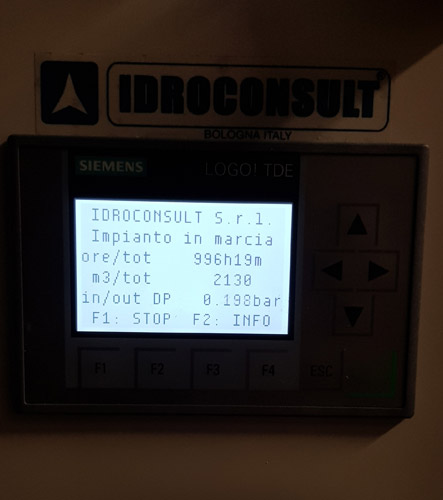 IDROCONSULT
BOLOGNA ITALY
SIEMENS LOGO! TDE
IDROCONSULT S.r.l.
Impianto in marcia
ore/tot 996h19m
m3/tot 2130
in/out DP 0.198bar
F1: STOP F2: INFO
F1 F2 F3 F4 ESC